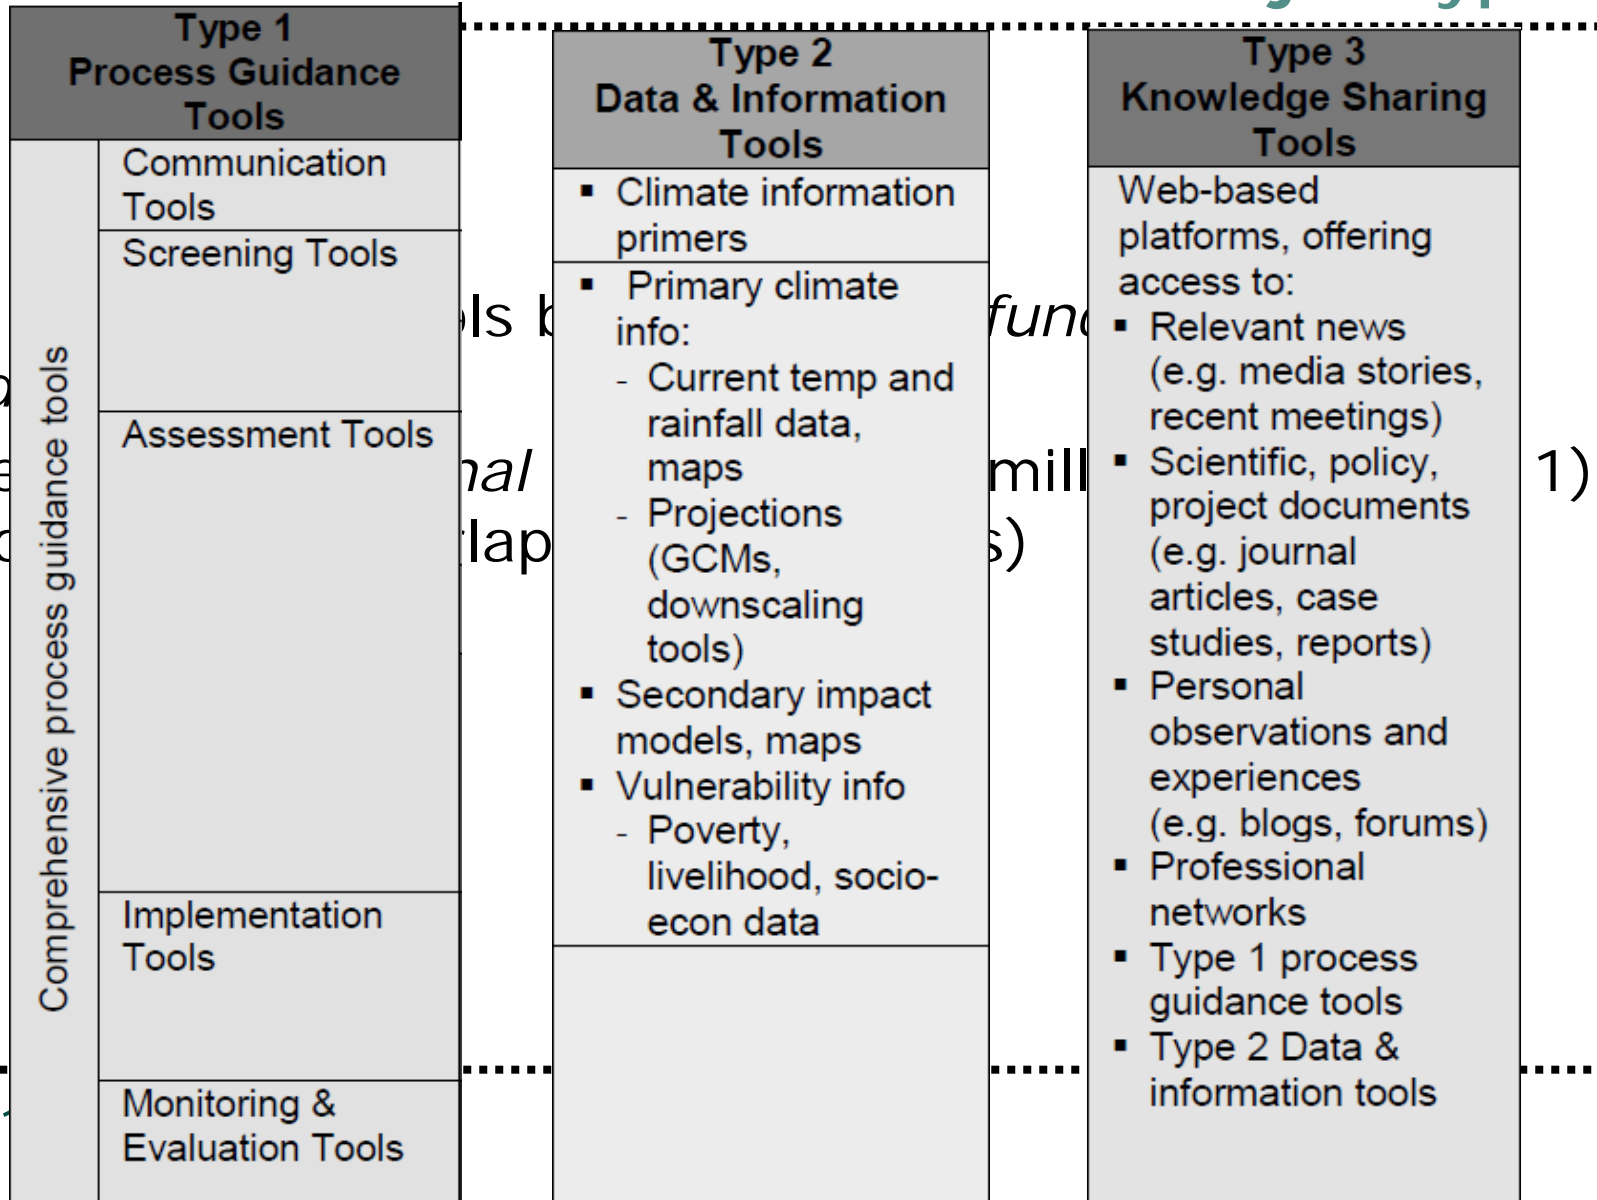 Type 1
Process Guidance
Tools
Comprehensive process guidance tools
Communication
Tools
Screening Tools
Assessment Tools
Implementation
Tools
Monitoring &
Evaluation Tools
Type 2
Data & Information
Tools
▪ Climate information
primers
▪ Primary climate
info:
- Current temp and
rainfall data,
maps
- Projections
(GCMs,
downscaling
tools)
▪ Secondary impact
models, maps
▪ Vulnerability info
- Poverty,
livelihood, socio-
econ data
Type 3
Knowledge Sharing
Tools
Web-based
platforms, offering
access to:
▪ Relevant news
(e.g. media stories,
recent meetings)
▪ Scientific, policy,
project documents
(e.g. journal
articles, case
studies, reports)
▪ Personal
observations and
experiences
(e.g. blogs, forums)
▪ Professional
networks
▪ Type 1 process
guidance tools
▪ Type 2 Data &
information tools
1)